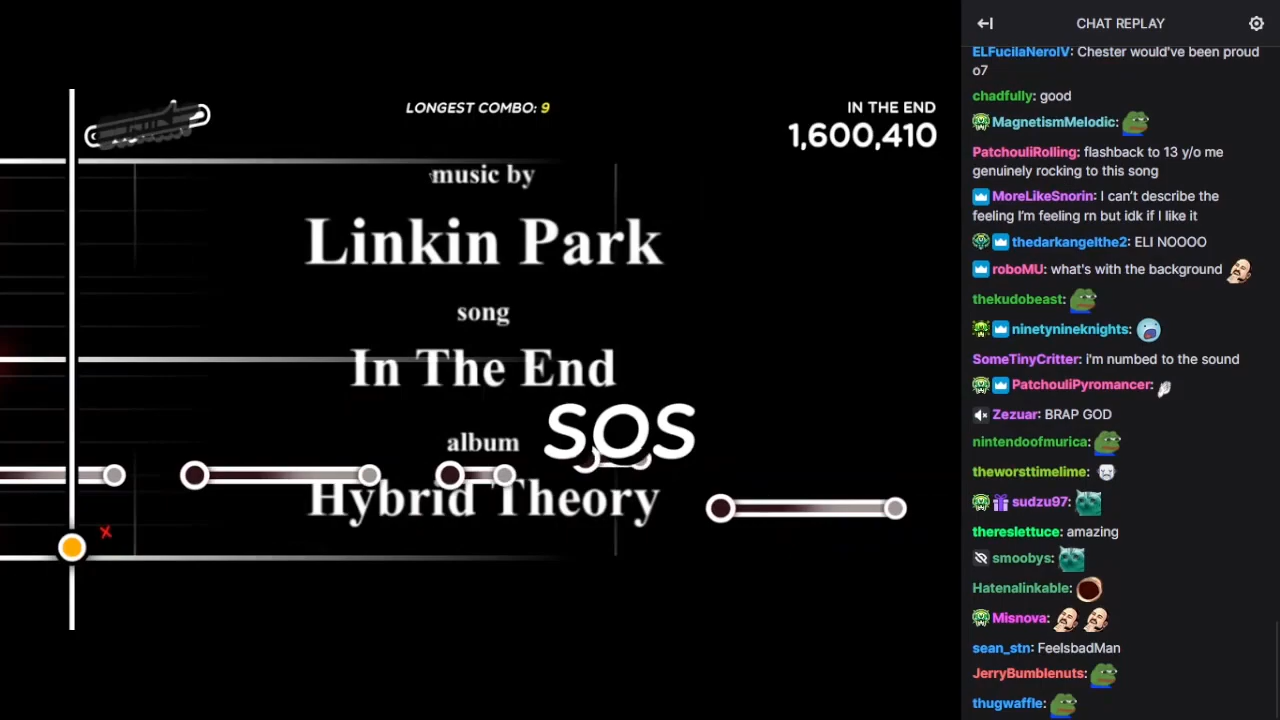 LONGEST COMBO: 9
IN THE END
1,600,410
music by
Linkin Park
song
In The End
SOS
album
Hybrid Theory
CHAT REPLAY
ELFucilaNeroIV: Chester would've been proud
o7
chadfully: good
MagnetismMelodic:
PatchouliRolling: flashback to 13 y/o me
genuinely rocking to this song
MoreLikeSnorin: I can't describe the
feeling I'm feeling rn but idk if I like it
thedarkangelthe2: ELI NOOOO
roboMU: what's with the background
thekudobeast:
ninetynineknights:
SomeTinyCritter: i'm numbed to the sound
PatchouliPyromancer:
Zezuar: BRAP GOD
nintendoofmurica:
theworsttimelime:
sudzu97:
thereslettuce: amazing
smoobys:
Hatenalinkable:
Misnova:
sean_stn: FeelsbadMan
JerryBumblenuts:
thugwaffle: